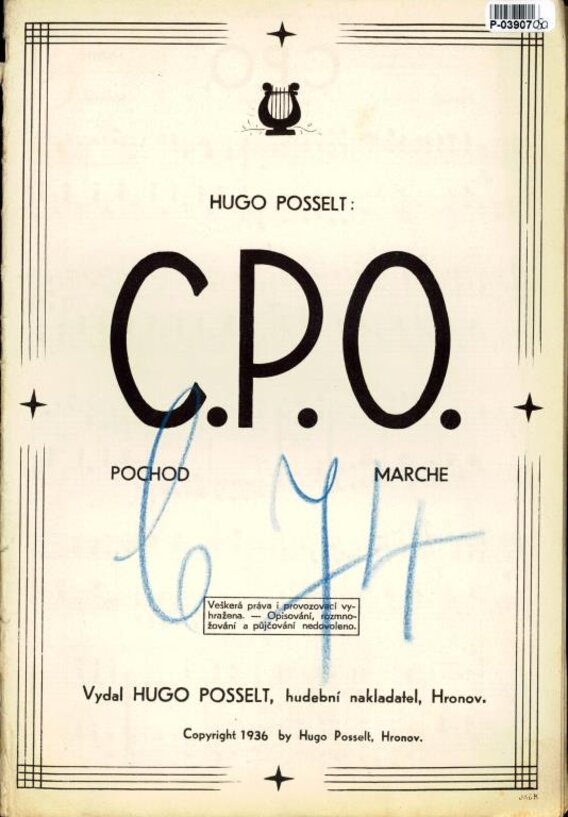 HUGO POSSELT:
C.P.O.
POCHOD MARCHE
674
Veškerá práva i provozovací vy-
hražena. — Opisování, rozmno-
žování a půjčování nedovoleno.
Vydal HUGO POSSELT, hudební nakladatel, Hronov.
Copyright 1936 by Hugo Posselt, Hronov.